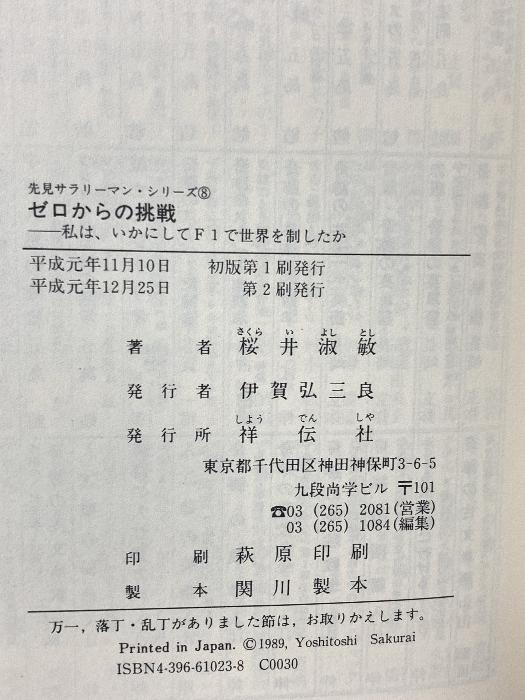 先見サラリーマン・シリーズ⑧
ゼロからの挑戦
——私は、いかにしてF1で世界を制したか
平成元年11月10日 初版第1刷発行
平成元年12月25日 第2刷発行
さくら い よし とし
著者 桜井淑敏
発行者 伊賀弘三良
しよう でん しや
発行所 祥伝社
東京都千代田区神田神保町3-6-5
九段尚学ビル 〒101
☎03 (265) 2081(営業)
03 (265) 1084(編集)
印刷 萩原印刷
製本 関川製本
万一，落丁・乱丁がありました節は，お取りかえします。
Printed in Japan. ©1989, Yoshitoshi Sakurai
ISBN4-396-61023-8 C0030